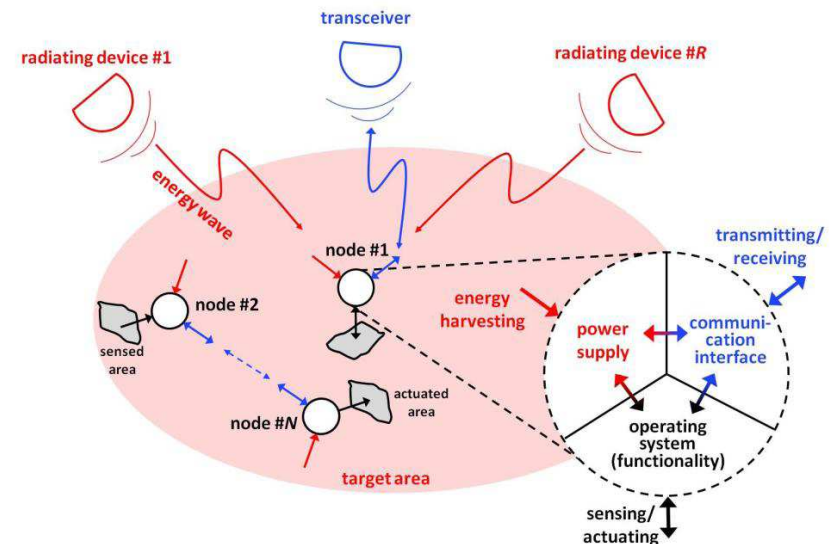 transceiver
radiating device #1
radiating device #R
energy wave
node #1
transmitting/
receiving
node #2
energy
harvesting
sensed
area
power
supply
communi-
cation
interface
actuated
area
node #N
operating
system
(functionality)
target area
sensing/
actuating